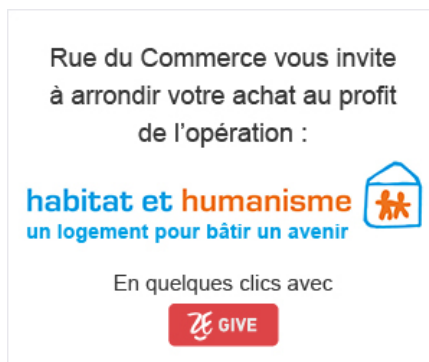 Rue du Commerce vous invite
à arrondir votre achat au profit
de l'opération :
habitat et humanisme
un logement pour bâtir un avenir
En quelques clics avec
GIVE